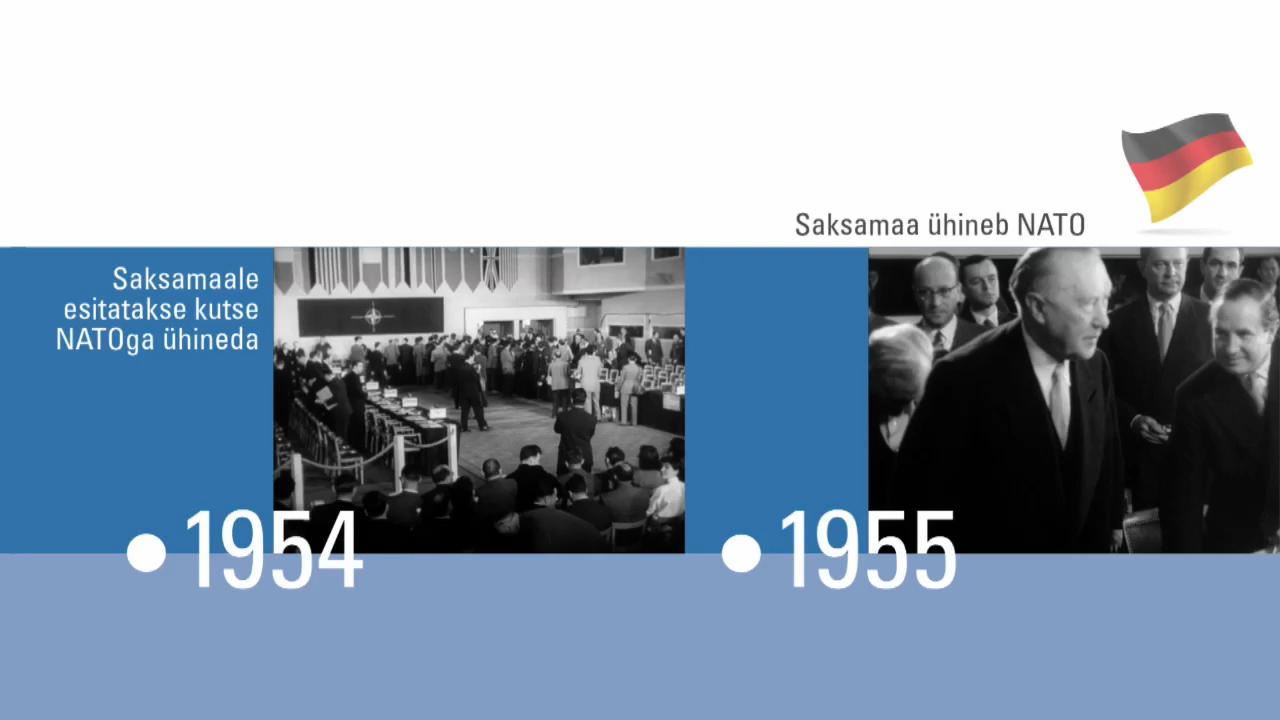 Saksamaa ühineb NATO
Saksamaale
esitatakse kutse
NATOga ühineda
1954
1955